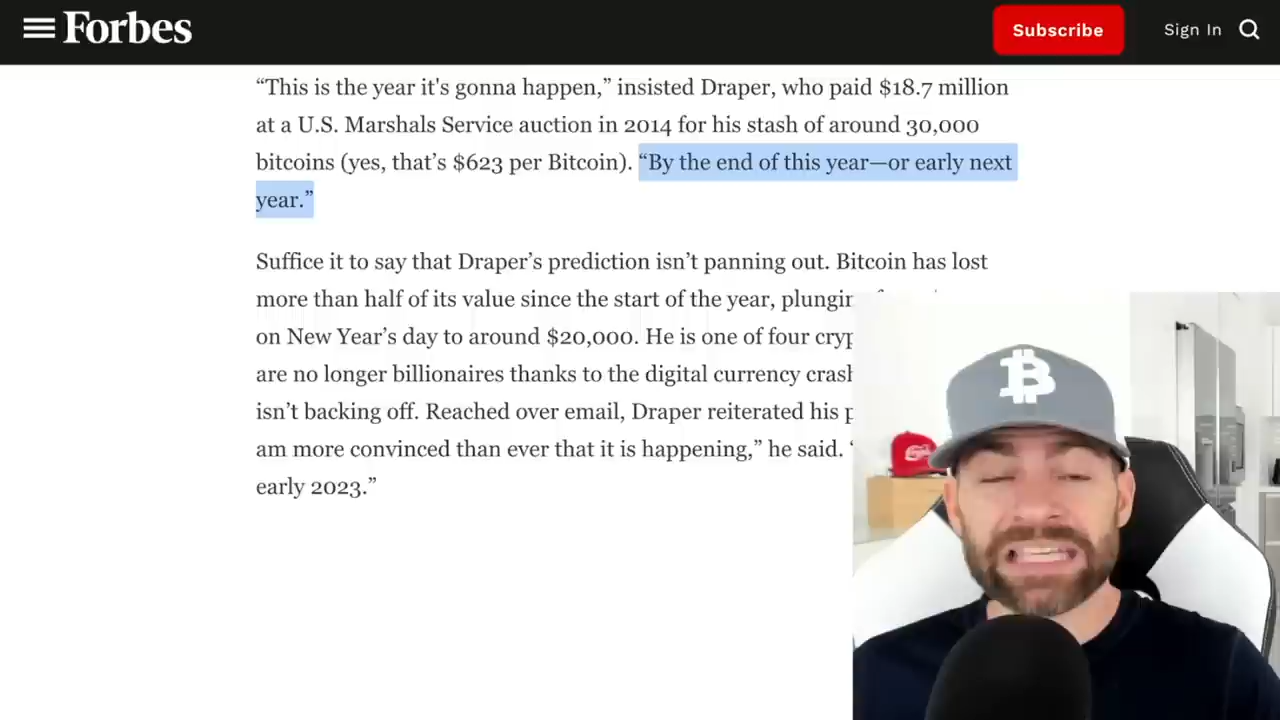 Forbes
Subscribe
Sign In
“This is the year it's gonna happen,” insisted Draper, who paid $18.7 million
at a U.S. Marshals Service auction in 2014 for his stash of around 30,000
bitcoins (yes, that’s $623 per Bitcoin). “By the end of this year—or early next
year.”
Suffice it to say that Draper’s prediction isn’t panning out. Bitcoin has lost
more than half of its value since the start of the year,
on New Year’s day to around $20,000. He is one of four
are no longer billionaires thanks to the digital currency
isn’t backing off. Reached over email, Draper reiterated his
am more convinced than ever that it is happening,” he said.
early 2023.”